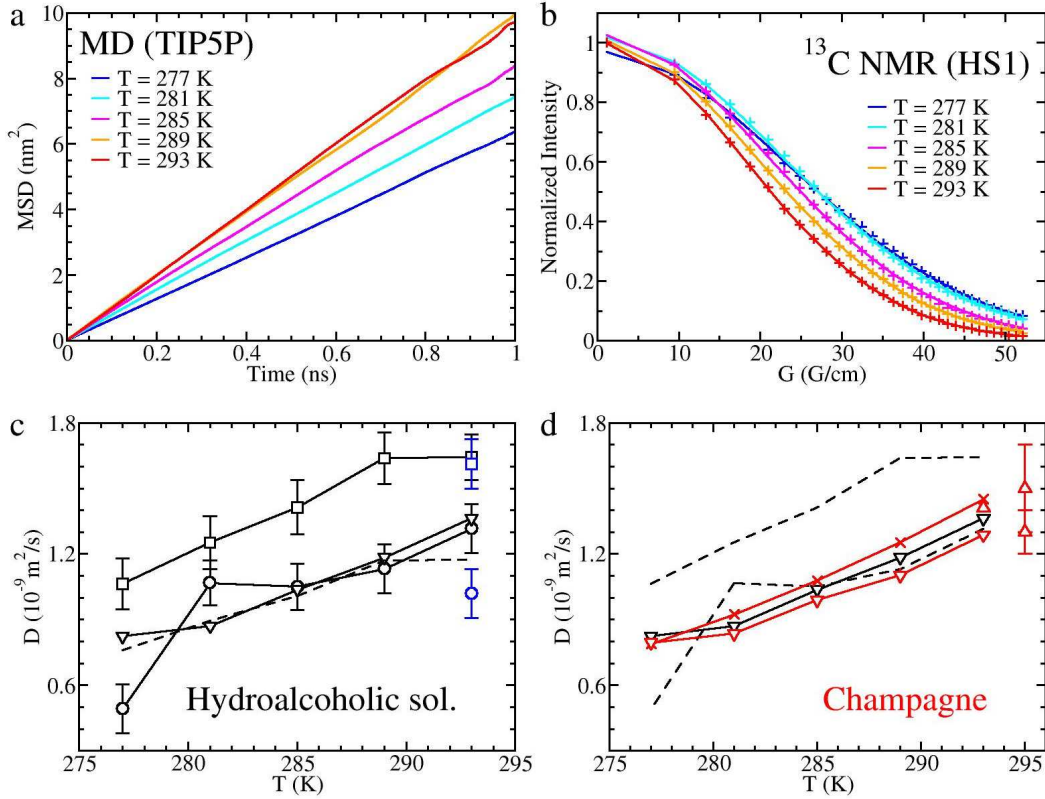 a
MD (TIP5P)
T = 277 K
T = 281 K
T = 285 K
T = 289 K
T = 293 K
MSD (nm²)
10
8
6
4
2
0
0
0.2
0.4
0.6
0.8
1
Time (ns)
b
¹³C NMR (HS1)
T = 277 K
T = 281 K
T = 285 K
T = 289 K
T = 293 K
Normalized Intensity
1
0.8
0.6
0.4
0.2
0
0
10
20
30
40
50
G (G/cm)
c
D (10⁻⁹ m²/s)
1.8
1.2
0.6
Hydroalcoholic sol.
275
280
285
290
295
T (K)
d
D (10⁻⁹ m²/s)
1.8
1.2
0.6
Champagne
275
280
285
290
295
T (K)